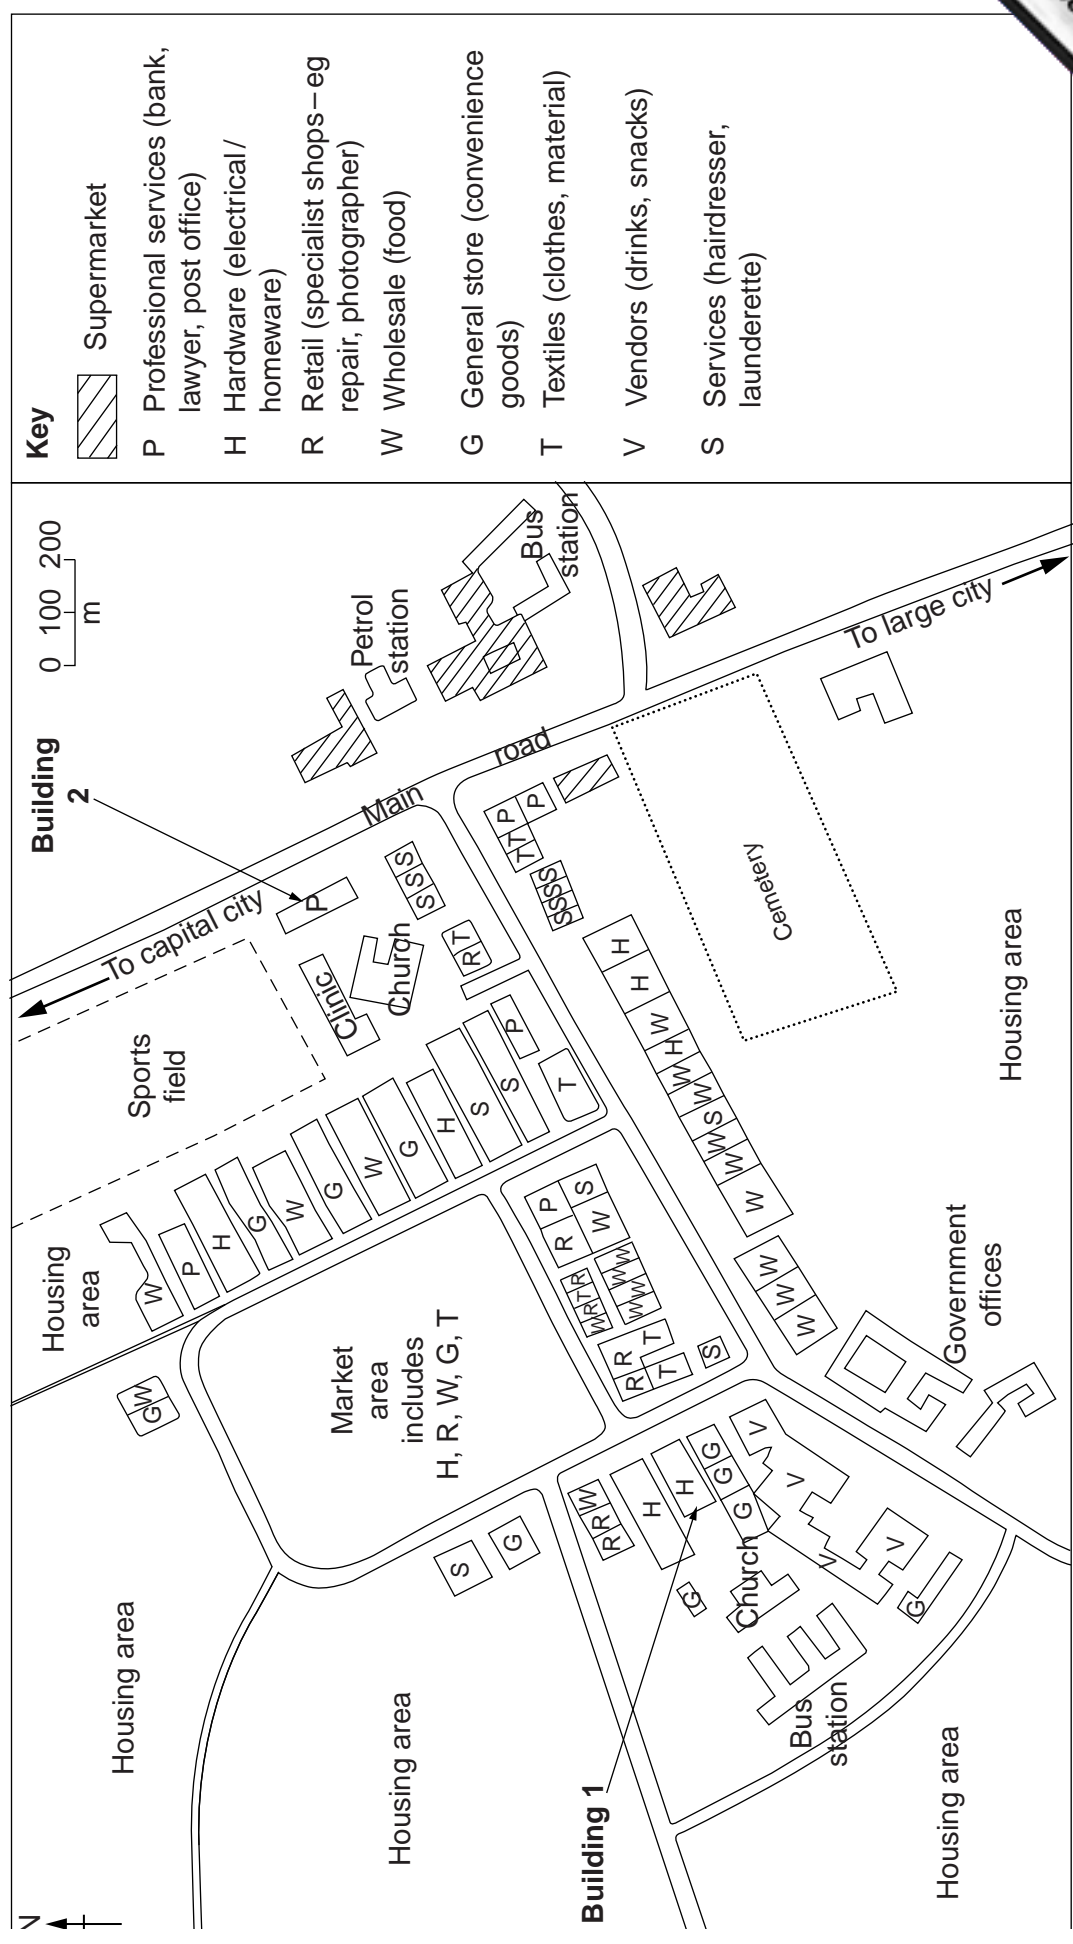 N
0 100 200
m
Building
2
Housing area
Housing
area
Sports
field
To capital city
Main
road
G W
W
P
H
G
W
G
W
G
H
S
S
P
T
Clinic
Church
P
S S S
R T
Petrol
station
Bus
station
Market
area
includes
H, R, W, G, T
Housing area
S
G
R R W
H
H
G G G
G
Church
V
V
V
V
G
Bus
station
Building 1
R R
T T
S
W R T R
W W W W
R P
W S
W W W
W W W S W W H W H H
S S S S
T T P P
Cemetery
To large city
Government
offices
Housing area
Housing area
Key
Supermarket
P Professional services (bank,
lawyer, post office)
H Hardware (electrical/
homeware)
R Retail (specialist shops–eg
repair, photographer)
W Wholesale (food)
G General store (convenience
goods)
T Textiles (clothes, material)
V Vendors (drinks, snacks)
S Services (hairdresser,
launderette)